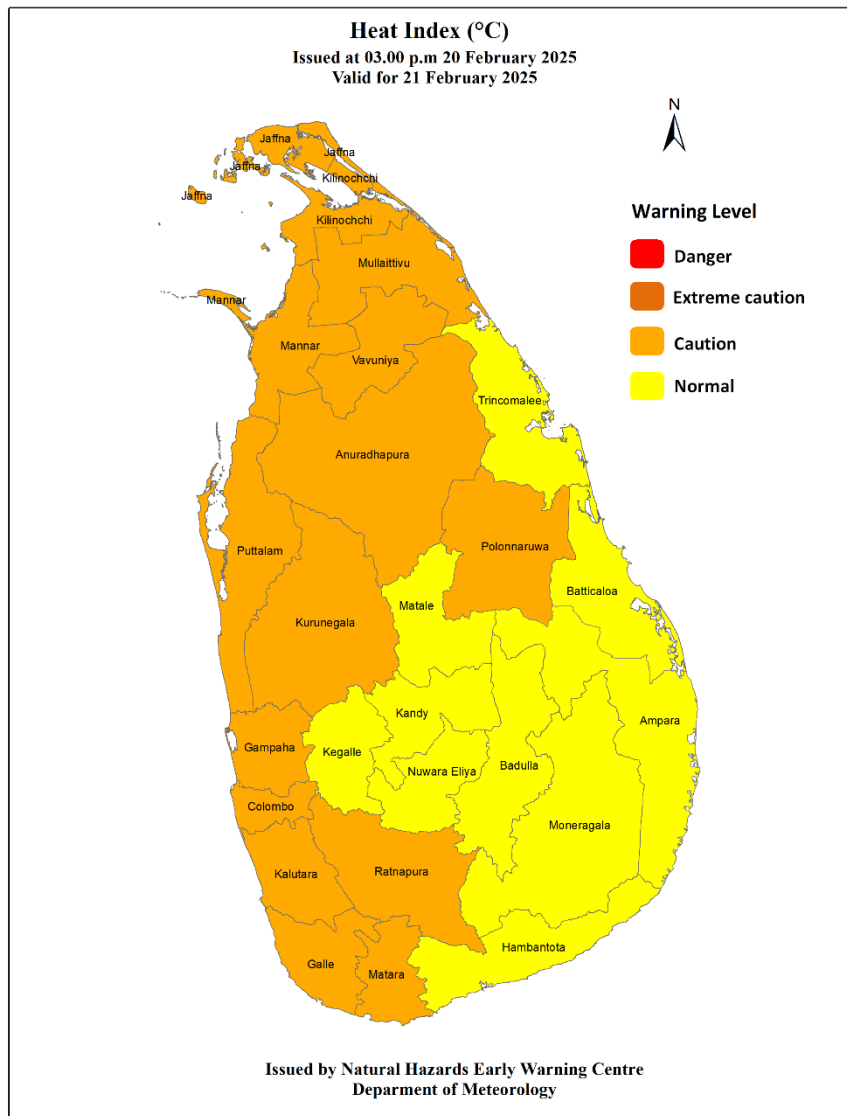 Heat Index (°C)
Issued at 03.00 p.m 20 February 2025
Valid for 21 February 2025
N
Jaffna
Jaffna
Jaffna
Kilinochchi
Jaffna
Kilinochchi
Mullaittivu
Mannar
Mannar
Vavuniya
Trincomalee
Anuradhapura
Puttalam
Polonnaruwa
Batticaloa
Matale
Kurunegala
Kandy
Ampara
Gampaha
Kegalle
Nuwara Eliya
Badulla
Colombo
Moneragala
Kalutara
Ratnapura
Hambantota
Galle
Matara
Warning Level
Danger
Extreme caution
Caution
Normal
Issued by Natural Hazards Early Warning Centre
Deparment of Meteorology